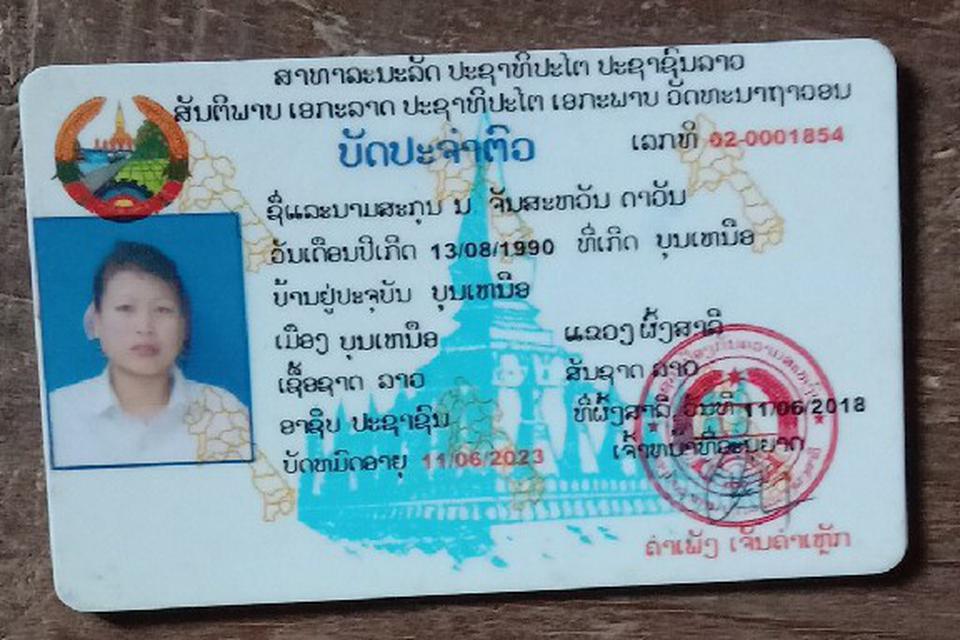 ສາທາລະນະລັດ ປະຊາທິປະໄຕ ປະຊາຊົນລາວ
ສັນຕິພາບ ເອກະລາດ ປະຊາທິປະໄຕ ເອກະພາບ ວັດທະນາຖາວອນ
ບັດປະຈຳຕົວ
ເລກທີ 02-0001854
ຊື່ແລະນາມສະກຸນ ນ ຈັນສະຫວັນ ດາວັນ
ວັນເດືອນປີເກີດ 13/08/1990 ທີ່ເກີດ ບຸນເຫນືອ
ບ້ານຢູ່ປະຈຸບັນ ບຸນເຫນືອ
ເມືອງ ບຸນເຫນືອ ແຂວງ ຜົ້ງສາລີ
ເຊື້ອຊາດ ລາວ ສັນຊາດ ລາວ
ອາຊີບ ປະຊາຊົນ ທີ່ຜົ້ງສາລີ, ວັນທີ 11/06/2018
ບັດຫມົດອາຍຸ 11/06/2023 ເຈົ້າຫນ້າທີ່ອະນຸຍາດ
ຄຳເພັງ ເຈັນຄຳເຫຼັກ